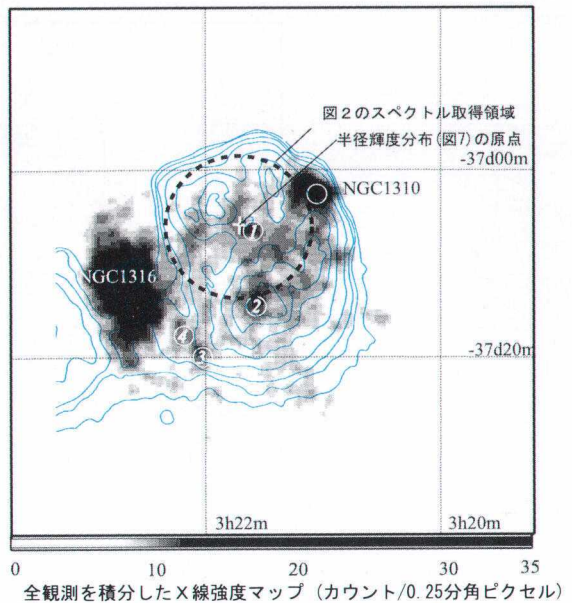 図2のスペクトル取得領域
半径輝度分布(図7)の原点
-37d00m
NGC1310
1
NGC1316
2
4
3
-37d20m
3h22m
3h20m
0
10
20
30
35
全観測を積分したX線強度マップ (カウント/0.25分角ピクセル)